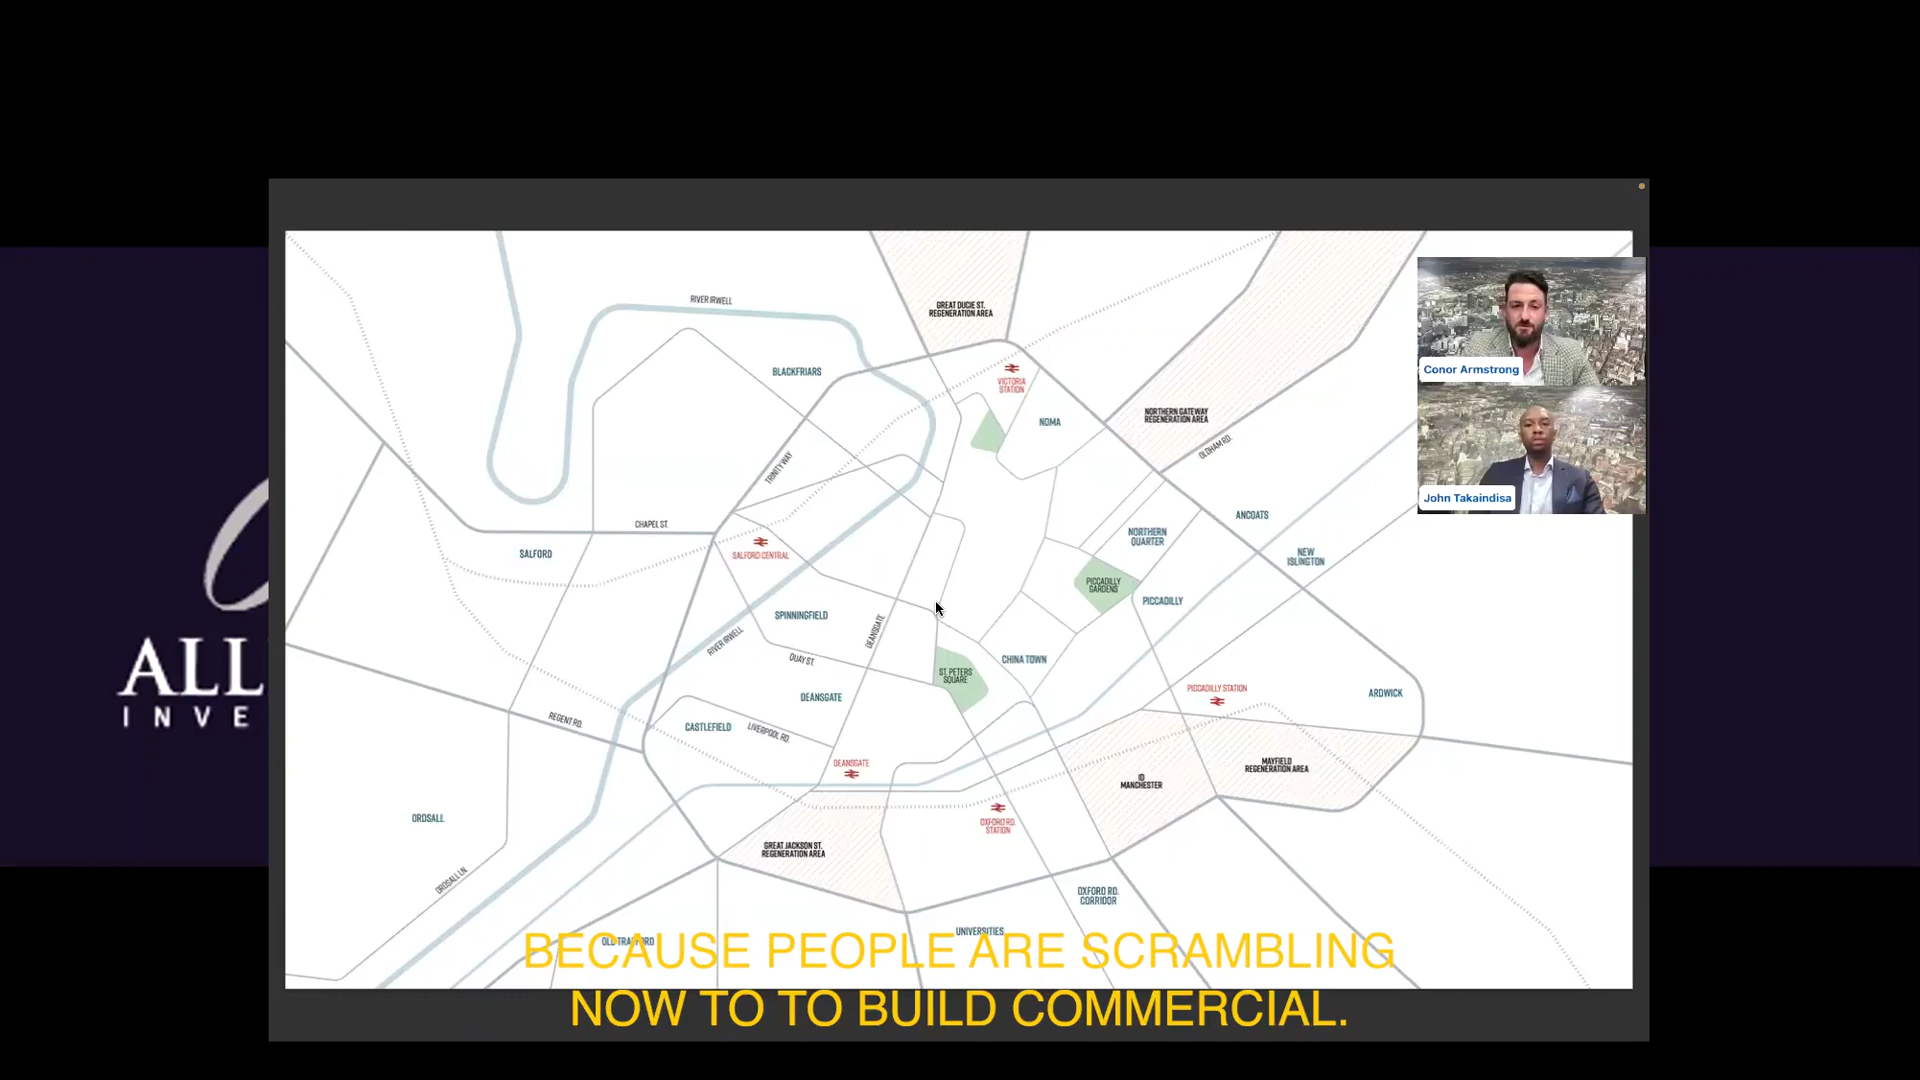 RIVER IRWELL
GREAT DUCIE ST.
REGENERATION AREA
BLACKFRIARS
VICTORIA
STATION
NOMA
NORTHERN GATEWAY
REGENERATION AREA
OLDHAM RD.
Conor Armstrong
John Takaindisa
TRINITY WAY
CHAPEL ST.
SALFORD
SALFORD CENTRAL
NORTHERN
QUARTER
ANCOATS
NEW
ISLINGTON
PICCADILLY
GARDENS
PICCADILLY
SPINNINGFIELD
RIVER IRWELL
DEANSGATE
QUAY ST.
CHINA TOWN
ST. PETERS
SQUARE
DEANSGATE
PICCADILLY STATION
ARDWICK
REGENT RD.
CASTLEFIELD
LIVERPOOL RD.
DEANSGATE
MAYFIELD
REGENERATION AREA
ID
MANCHESTER
ORDSALL
OXFORD RD.
STATION
GREAT JACKSON ST.
REGENERATION AREA
ORDSALL LN.
OXFORD RD.
CORRIDOR
UNIVERSITIES
OLD TRAFFORD
ALL
INVE
BECAUSE PEOPLE ARE SCRAMBLING
NOW TO TO BUILD COMMERCIAL.